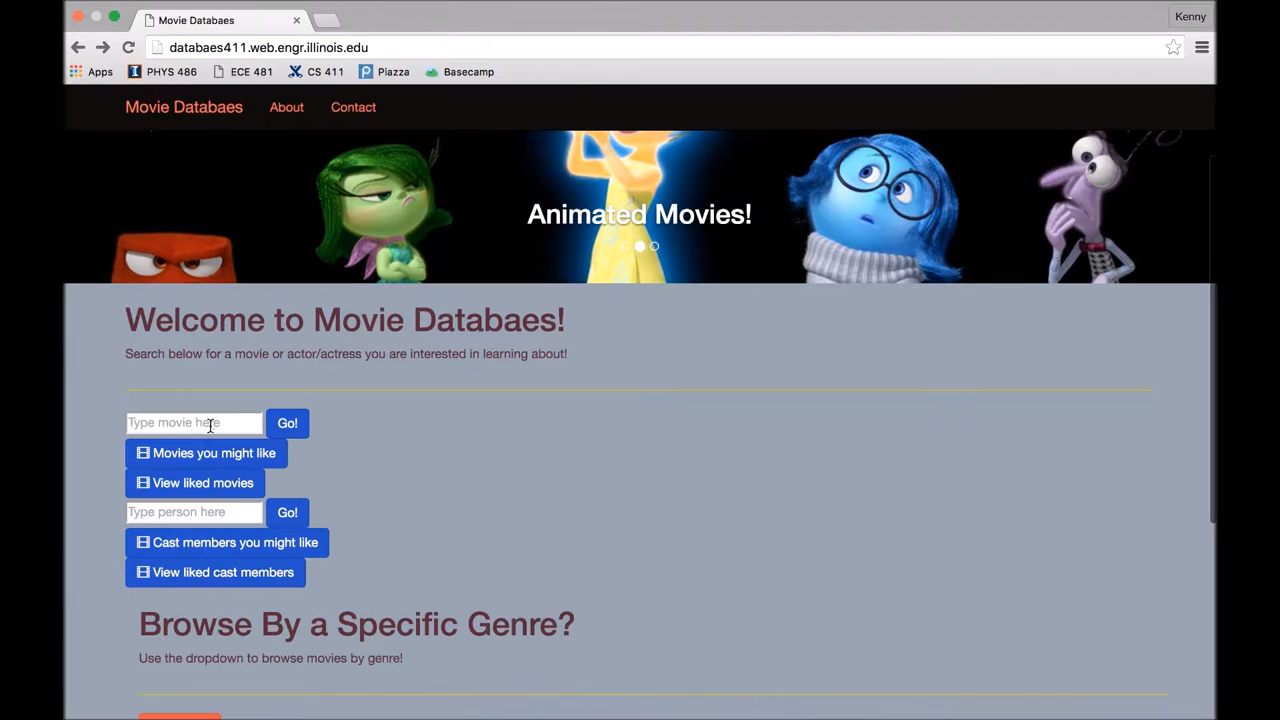 Movie Databaes
Kenny
databaes411.web.engr.illinois.edu
Apps PHYS 486 ECE 481 CS 411 Piazza Basecamp
Movie Databaes About Contact
Animated Movies!
Welcome to Movie Databaes!
Search below for a movie or actor/actress you are interested in learning about!
Type movie here Go!
Movies you might like
View liked movies
Type person here Go!
Cast members you might like
View liked cast members
Browse By a Specific Genre?
Use the dropdown to browse movies by genre!